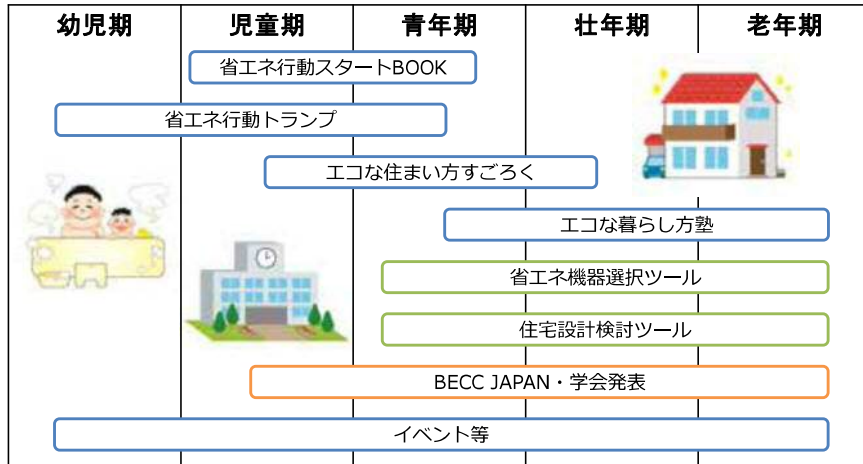 幼児期 児童期 青年期 壮年期 老年期
省エネ行動スタートBOOK
省エネ行動トランプ
エコな住まい方すごろく
エコな暮らし方塾
省エネ機器選択ツール
住宅設計検討ツール
BECC JAPAN・学会発表
イベント等